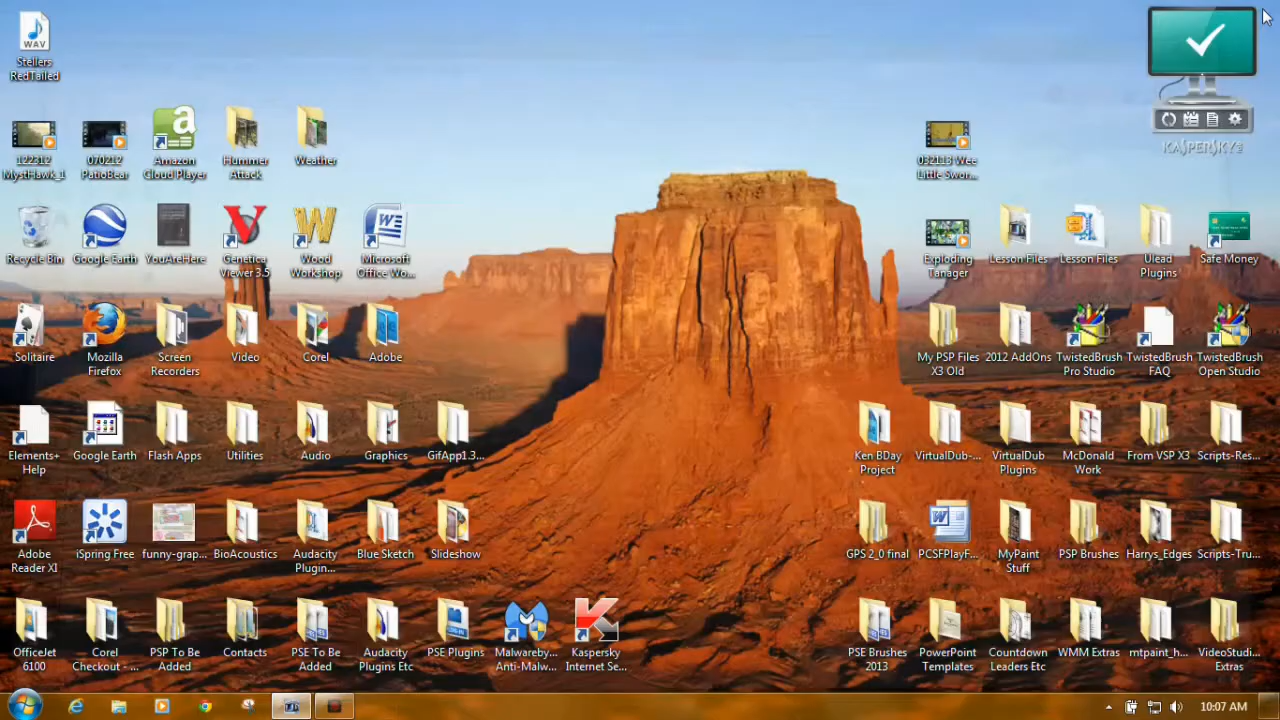 WAV
Stellers
RedTailed
KASPERSKY
122312
MystHawk_1
070212
PatioBear
a
Amazon
Cloud Player
Hummer
Attack
Weather
032113 Wee
Little Swor...
Recycle Bin
Google Earth
YouAreHere
Genetica
Viewer 3.5
Wood
Workshop
Microsoft
Office Wo...
Exploding
Tanager
Lesson Files
Lesson Files
Ulead
Plugins
Safe Money
Solitaire
Mozilla
Firefox
Screen
Recorders
Video
Corel
Adobe
My PSP Files
X3 Old
2012 AddOns
TwistedBrush
Pro Studio
TwistedBrush
FAQ
TwistedBrush
Open Studio
Elements+
Help
Google Earth
Flash Apps
Utilities
Audio
Graphics
GifApp1.3...
Ken BDay
Project
VirtualDub-...
VirtualDub
Plugins
McDonald
Work
From VSP X3
Scripts-Res...
Adobe
Reader XI
iSpring Free
funny-grap...
BioAcoustics
Audacity
Plugin...
Blue Sketch
Slideshow
GPS 2_0 final
PCSFPlayF...
MyPaint
Stuff
PSP Brushes
Harrys_Edges
Scripts-Tru...
OfficeJet
6100
Corel
Checkout - ...
PSP To Be
Added
Contacts
PSE To Be
Added
Audacity
Plugins Etc
PSE Plugins
Malwareby...
Anti-Malw...
Kaspersky
Internet Se...
PSE Brushes
2013
PowerPoint
Templates
Countdown
Leaders Etc
WMM Extras
mtpaint_h...
VideoStudi...
Extras
10:07 AM